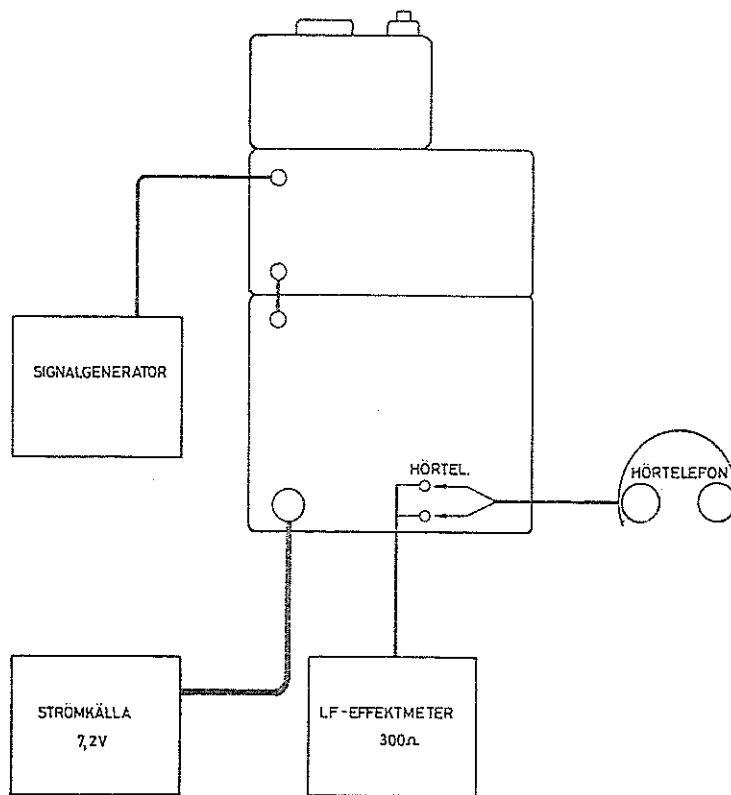 SIGNALGENERATOR
HÖRTEL.
HÖRTELEFON
STRÖMKÄLLA
7,2V
LF-EFFEKTMETER
300Ω